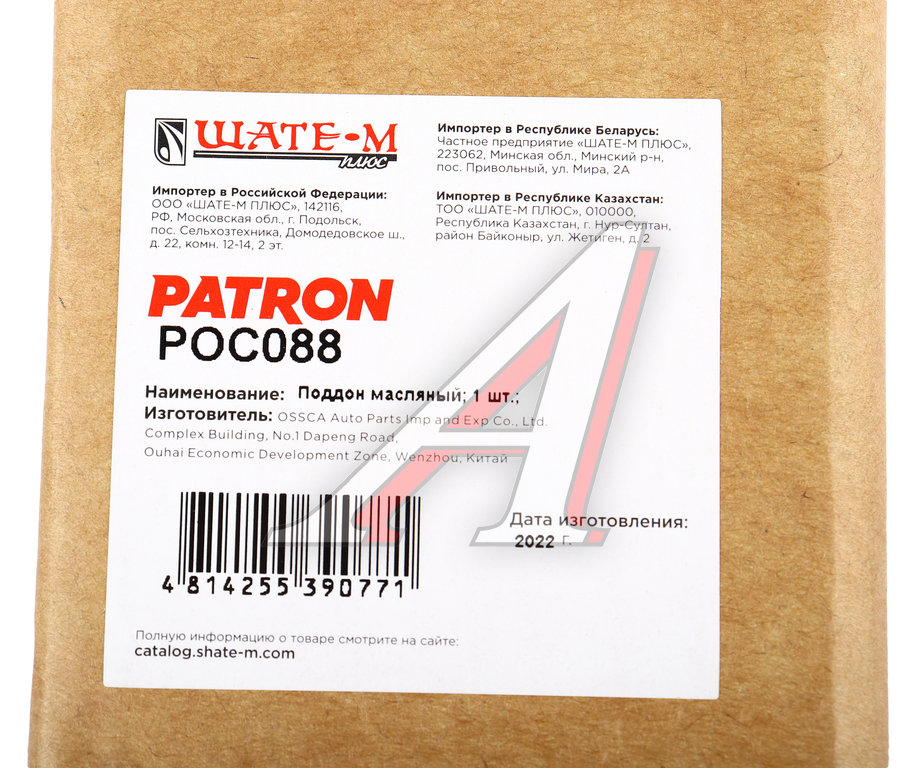 ШАТЕ-М
плюс
Импортер в Российской Федерации:
ООО «ШАТЕ-М ПЛЮС», 142116,
РФ, Московская обл., г. Подольск,
пос. Сельхозтехника, Домодедовское ш.,
д. 22, комн. 12-14, 2 эт.
Импортер в Республике Беларусь:
Частное предприятие «ШАТЕ-М ПЛЮС»,
223062, Минская обл., Минский р-н,
пос. Привольный, ул. Мира, 2А
Импортер в Республике Казахстан:
ТОО «ШАТЕ-М ПЛЮС», 010000,
Республика Казахстан, г. Нур-Султан,
район Байконыр, ул. Жетиген, д. 2
PATRON
POC088
Наименование: Поддон масляный; 1 шт.;
Изготовитель: OSSCA Auto Parts Imp and Exp Co., Ltd.
Complex Building, No.1 Dapeng Road,
Ouhai Economic Development Zone, Wenzhou, Китай
Дата изготовления:
2022 г.
4 814255 390771
Полную информацию о товаре смотрите на сайте:
catalog.shate-m.com